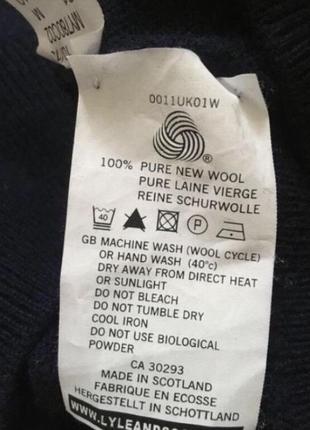 MV780002
M
0011UK01W
®
100% PURE NEW WOOL
PURE LAINE VIERGE
REINE SCHURWOLLE
40 P
GB MACHINE WASH (WOOL CYCLE)
OR HAND WASH (40°c)
DRY AWAY FROM DIRECT HEAT
OR SUNLIGHT
DO NOT BLEACH
DO NOT TUMBLE DRY
COOL IRON
DO NOT USE BIOLOGICAL
POWDER
CA 30293
MADE IN SCOTLAND
FABRIQUE EN ECOSSE
HERGESTELLT IN SCHOTTLAND